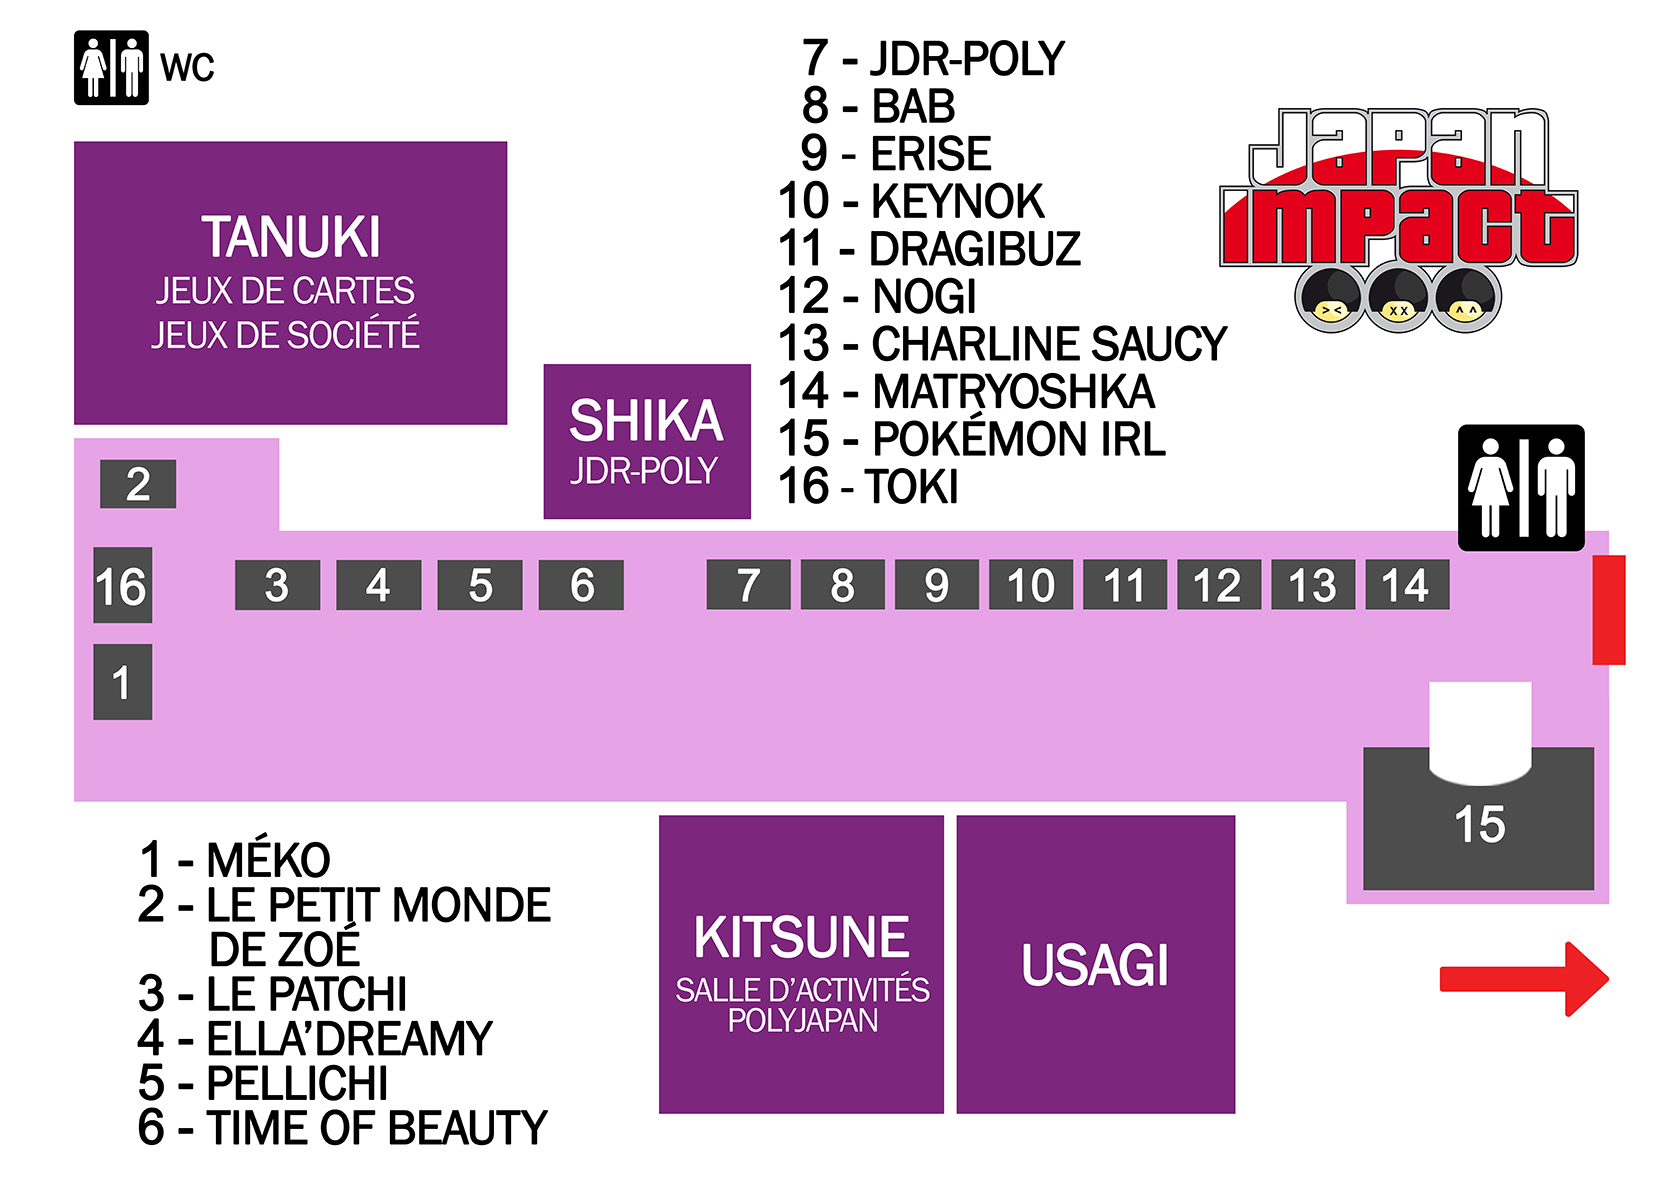 WC
7 - JDR-POLY
8 - BAB
9 - ERISE
10 - KEYNOK
11 - DRAGIBUZ
12 - NOGI
13 - CHARLINE SAUCY
14 - MATRYOSHKA
15 - POKÉMON IRL
16 - TOKI
Japan
impact
TANUKI
JEUX DE CARTES
JEUX DE SOCIÉTÉ
SHIKA
JDR-POLY
2
16
3
4
5
6
7
8
9
10
11
12
13
14
1
15
1 - MÉKO
2 - LE PETIT MONDE
DE ZOÉ
3 - LE PATCHI
4 - ELLA'DREAMY
5 - PELLICHI
6 - TIME OF BEAUTY
KITSUNE
SALLE D'ACTIVITÉS
POLYJAPAN
USAGI